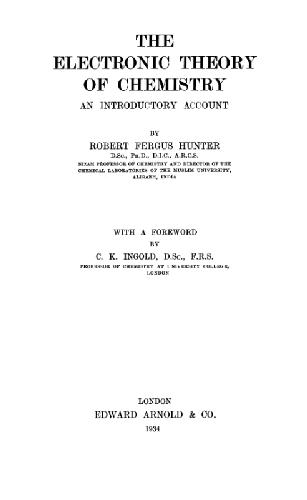 THE
ELECTRONIC THEORY
OF CHEMISTRY
AN INTRODUCTORY ACCOUNT
BY
ROBERT FERGUS HUNTER
D.Sc., Ph.D., D.I.C., A.R.C.S.
NIZAM PROFESSOR OF CHEMISTRY AND DIRECTOR OF THE
CHEMICAL LABORATORIES OF THE MUSLIM UNIVERSITY,
ALIGARH, INDIA
WITH A FOREWORD
BY
C. K. INGOLD, D.Sc., F.R.S.
PROFESSOR OF CHEMISTRY AT UNIVERSITY COLLEGE,
LONDON
LONDON
EDWARD ARNOLD & CO.
1934